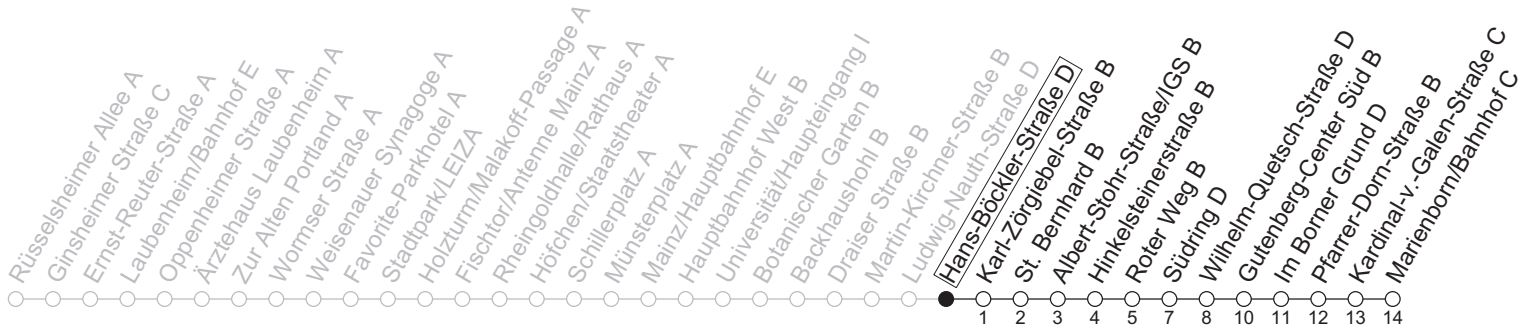 Rüsselsheimer Allee A
Ginsheimer Straße C
Ernst-Reuter-Straße A
Laubenheim/Bahnhof E
Oppenheimer Straße A
Ärztehaus Laubenheim A
Zur Alten Portland A
Wormser Straße A
Weisenauer Synagoge A
Favorite-Parkhotel A
Stadtpark/LEIZA
Holzturm/Malakoff-Passage A
Fischtor/Antenne Mainz A
Rheingoldhalle/Rathaus A
Höfchen/Staatstheater A
Schillerplatz A
Münsterplatz A
Mainz/Hauptbahnhof E
Hauptbahnhof West B
Universität/Haupteingang I
Botanischer Garten B
Backhaushohl B
Draiser Straße B
Martin-Kirchner-Straße B
Ludwig-Nauth-Straße D
Hans-Böckler-Straße D
Karl-Zörgiebel-Straße B
St. Bernhard B
Albert-Stohr-Straße/IGS B
Hinkelsteinerstraße B
Roter Weg B
Südring D
Wilhelm-Quetsch-Straße D
Gutenberg-Center Süd B
Im Borner Grund D
Pfarrer-Dorn-Straße B
Kardinal-v.-Galen-Straße C
Marienborn/Bahnhof C
1 2 3 4 5 7 8 10 11 12 13 14